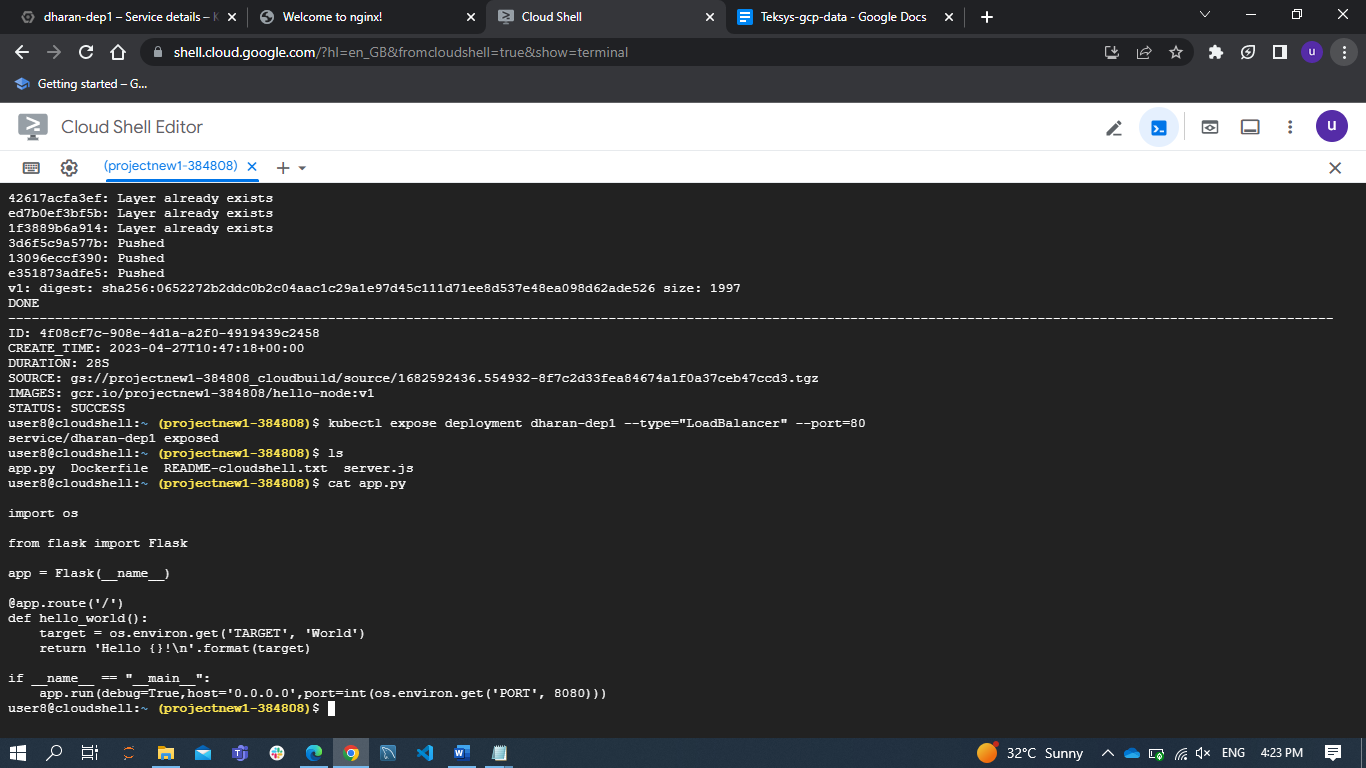 dharan-dep1 – Service details – K
Welcome to nginx!
Cloud Shell
Teksys-gcp-data - Google Docs
shell.cloud.google.com/?hl=en_GB&fromcloudshell=true&show=terminal
u
Getting started – G...
Cloud Shell Editor
u
(projectnew1-384808)
42617acfa3ef: Layer already exists
ed7b0ef3bf5b: Layer already exists
1f3889b6a914: Layer already exists
3d6f5c9a577b: Pushed
13096eccf390: Pushed
e351873adfe5: Pushed
v1: digest: sha256:0652272b2ddc0b2c04aac1c29a1e97d45c111d71ee8d537e48ea098d62ade526 size: 1997
DONE
ID: 4f08cf7c-908e-4d1a-a2f0-4919439c2458
CREATE_TIME: 2023-04-27T10:47:18+00:00
DURATION: 28S
SOURCE: gs://projectnew1-384808_cloudbuild/source/1682592436.554932-8f7c2d33fea84674a1f0a37ceb47ccd3.tgz
IMAGES: gcr.io/projectnew1-384808/hello-node:v1
STATUS: SUCCESS
user8@cloudshell:~ (projectnew1-384808)$ kubectl expose deployment dharan-dep1 --type="LoadBalancer" --port=80
service/dharan-dep1 exposed
user8@cloudshell:~ (projectnew1-384808)$ ls
app.py  Dockerfile  README-cloudshell.txt  server.js
user8@cloudshell:~ (projectnew1-384808)$ cat app.py
import os
from flask import Flask
app = Flask(__name__)
@app.route('/')
def hello_world():
    target = os.environ.get('TARGET', 'World')
    return 'Hello {}!\n'.format(target)
if __name__ == "__main__":
    app.run(debug=True,host='0.0.0.0',port=int(os.environ.get('PORT', 8080)))
user8@cloudshell:~ (projectnew1-384808)$
32°C Sunny
ENG
4:23 PM